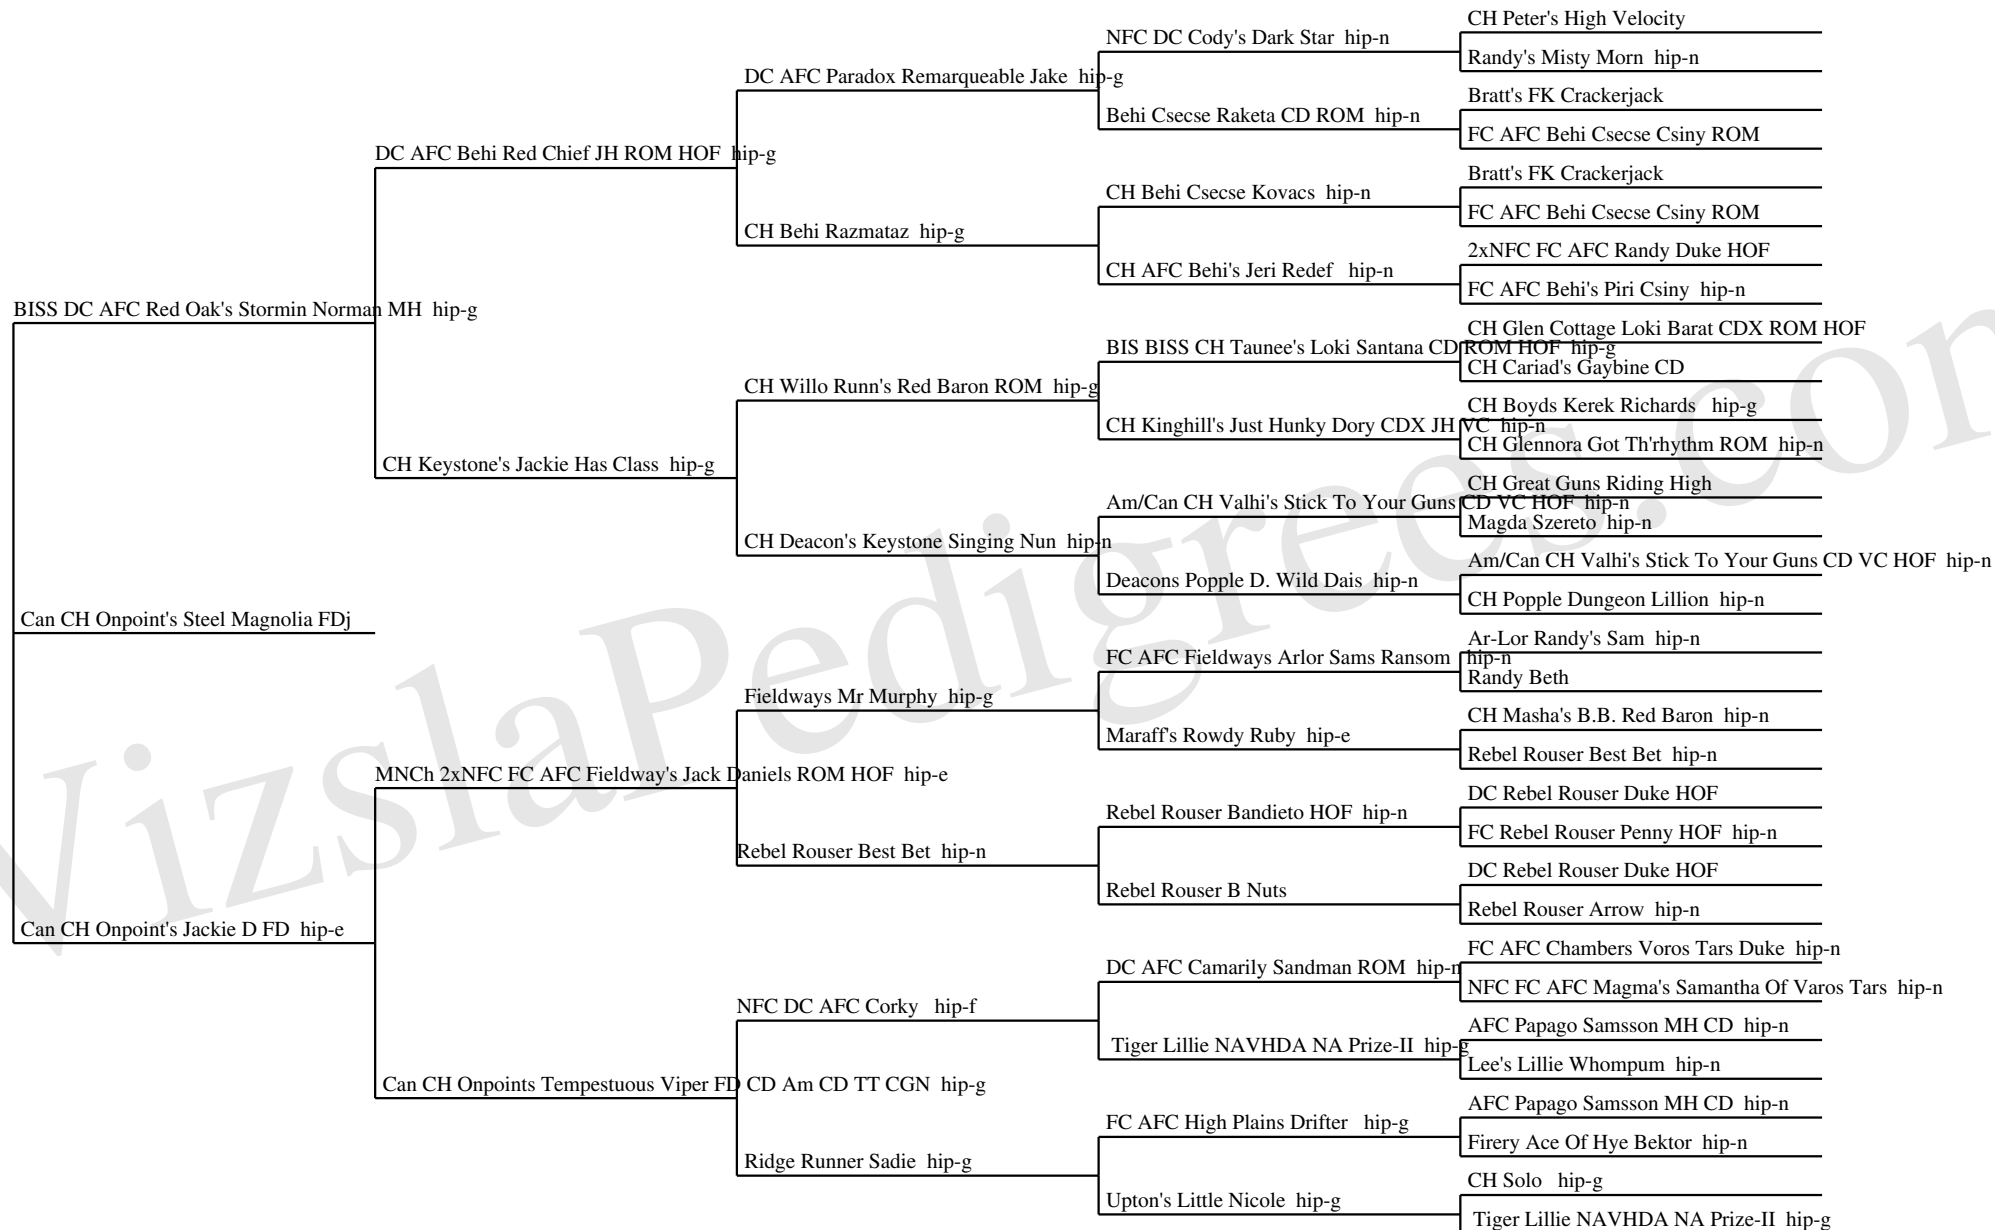 CH Peter's High Velocity
NFC DC Cody's Dark Star hip-n
Randy's Misty Morn hip-n
DC AFC Paradox Remarqueable Jake hip-g
Bratt's FK Crackerjack
Behi Csecse Raketa CD ROM hip-n
FC AFC Behi Csecse Csiny ROM
DC AFC Behi Red Chief JH ROM HOF hip-g
Bratt's FK Crackerjack
CH Behi Csecse Kovacs hip-n
FC AFC Behi Csecse Csiny ROM
CH Behi Razmataz hip-g
2xNFC FC AFC Randy Duke HOF
CH AFC Behi's Jeri Redef hip-n
FC AFC Behi's Piri Csiny hip-n
BISS DC AFC Red Oak's Stormin Norman MH hip-g
CH Glen Cottage Loki Barat CDX ROM HOF
BIS BISS CH Taunee's Loki Santana CD ROM HOF hip-g
CH Cariad's Gaybine CD
CH Willo Runn's Red Baron ROM hip-g
CH Boyds Kerek Richards hip-g
CH Kinghill's Just Hunky Dory CDX JH VC hip-n
CH Glennora Got Th'rhythm ROM hip-n
CH Keystone's Jackie Has Class hip-g
CH Great Guns Riding High
Am/Can CH Valhi's Stick To Your Guns CD VC HOF hip-n
Magda Szereto hip-n
CH Deacon's Keystone Singing Nun hip-n
Am/Can CH Valhi's Stick To Your Guns CD VC HOF hip-n
Deacons Popple D. Wild Dais hip-n
CH Popple Dungeon Lillion hip-n
Can CH Onpoint's Steel Magnolia FDj
Ar-Lor Randy's Sam hip-n
FC AFC Fieldways Arlor Sams Ransom hip-n
Randy Beth
Fieldways Mr Murphy hip-g
CH Masha's B.B. Red Baron hip-n
Maraff's Rowdy Ruby hip-e
Rebel Rouser Best Bet hip-n
MNCh 2xNFC FC AFC Fieldway's Jack Daniels ROM HOF hip-e
DC Rebel Rouser Duke HOF
Rebel Rouser Bandieto HOF hip-n
FC Rebel Rouser Penny HOF hip-n
Rebel Rouser Best Bet hip-n
DC Rebel Rouser Duke HOF
Rebel Rouser B Nuts
Rebel Rouser Arrow hip-n
Can CH Onpoint's Jackie D FD hip-e
FC AFC Chambers Voros Tars Duke hip-n
DC AFC Camarily Sandman ROM hip-n
NFC FC AFC Magma's Samantha Of Varos Tars hip-n
NFC DC AFC Corky hip-f
AFC Papago Samsson MH CD hip-n
Tiger Lillie NAVHDA NA Prize-II hip-g
Lee's Lillie Whompum hip-n
Can CH Onpoints Tempestuous Viper FD CD Am CD TT CGN hip-g
AFC Papago Samsson MH CD hip-n
FC AFC High Plains Drifter hip-g
Firery Ace Of Hye Bektor hip-n
Ridge Runner Sadie hip-g
CH Solo hip-g
Upton's Little Nicole hip-g
Tiger Lillie NAVHDA NA Prize-II hip-g
VizslaPedigrees.com